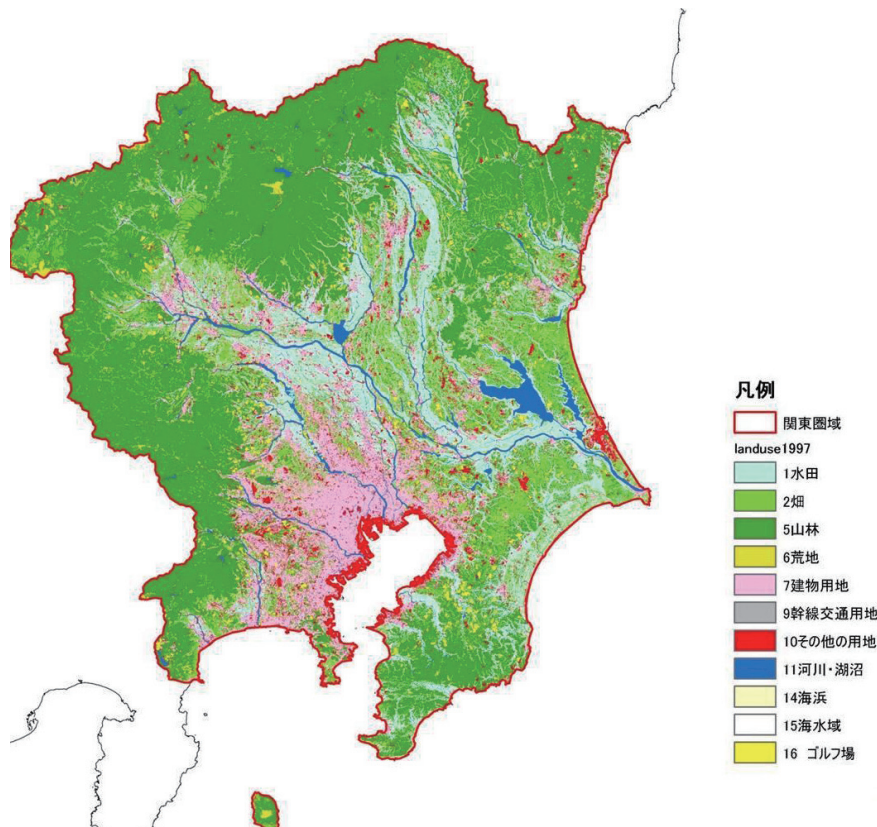 凡例
関東圏域
landuse1997
1水田
2畑
5山林
6荒地
7建物用地
9幹線交通用地
10その他の用地
11河川・湖沼
14海浜
15海水域
16 ゴルフ場